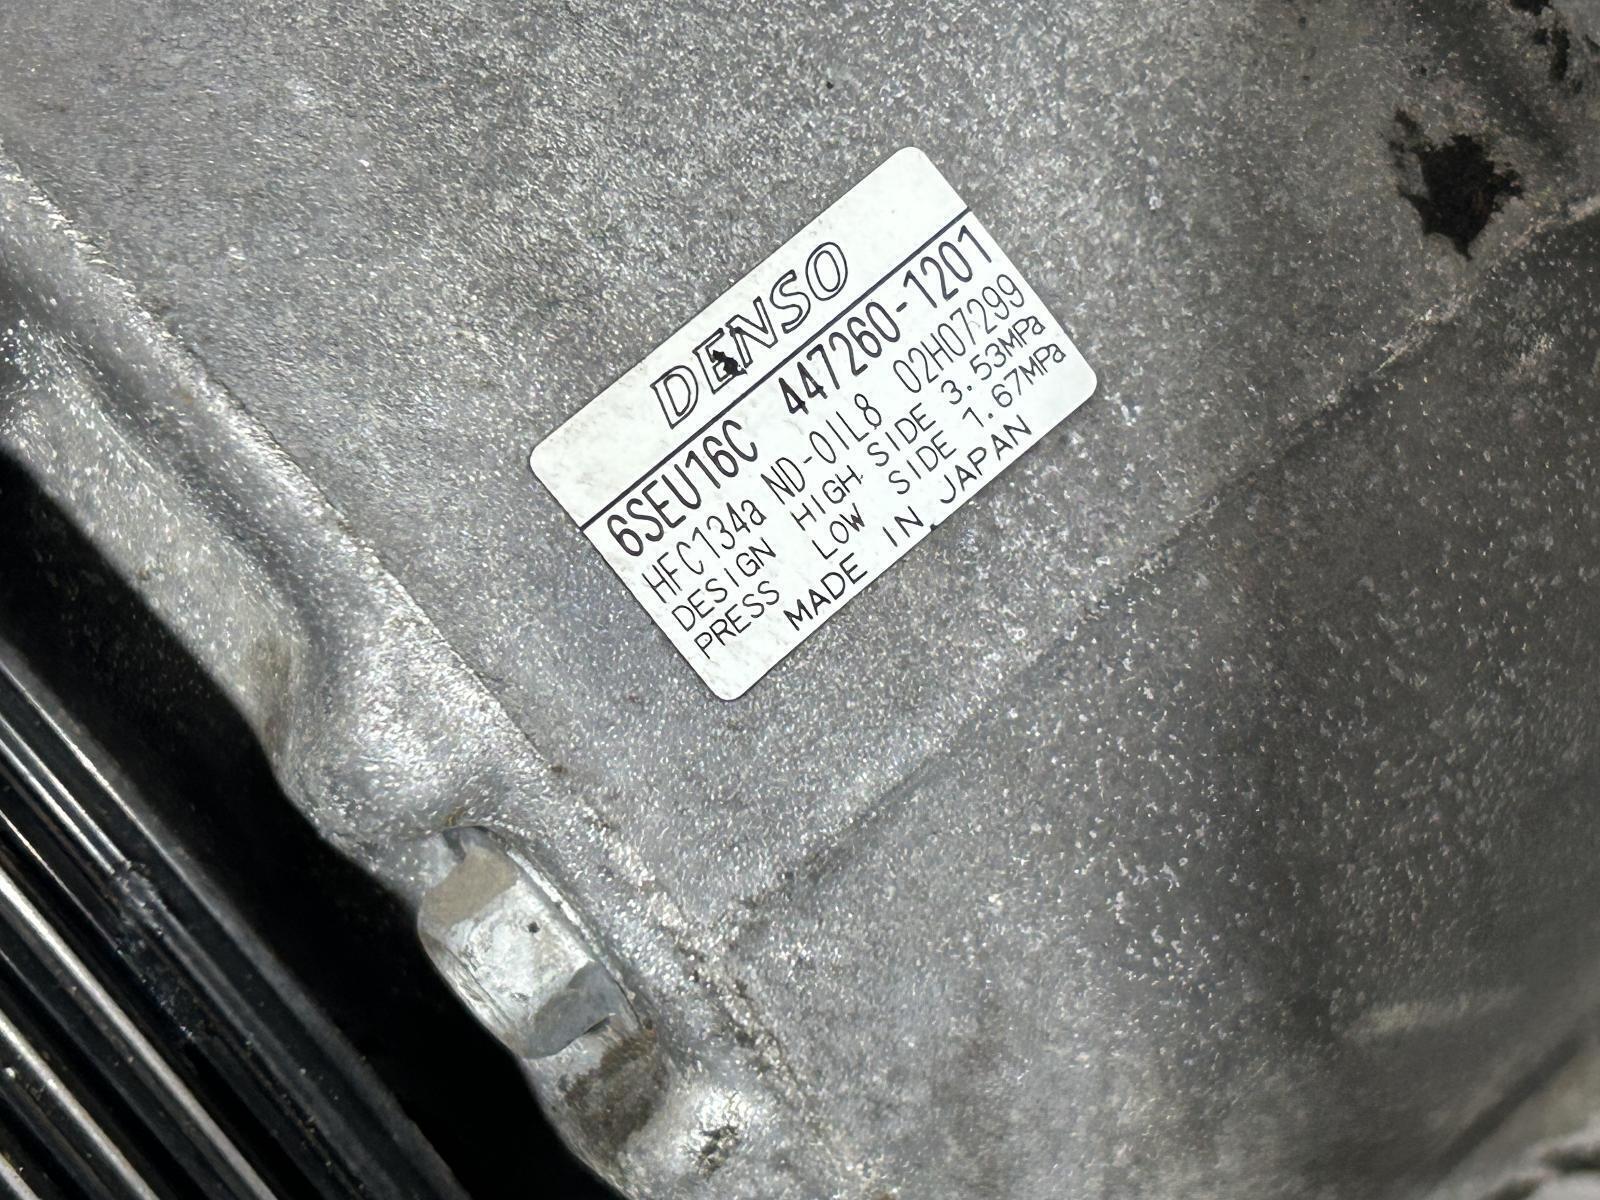 DENSO
6SEU16C 447260-1201
HFC134a ND-OIL8 02H07299
DESIGN HIGH SIDE 3.53MPa
PRESS LOW SIDE 1.67MPa
MADE IN JAPAN